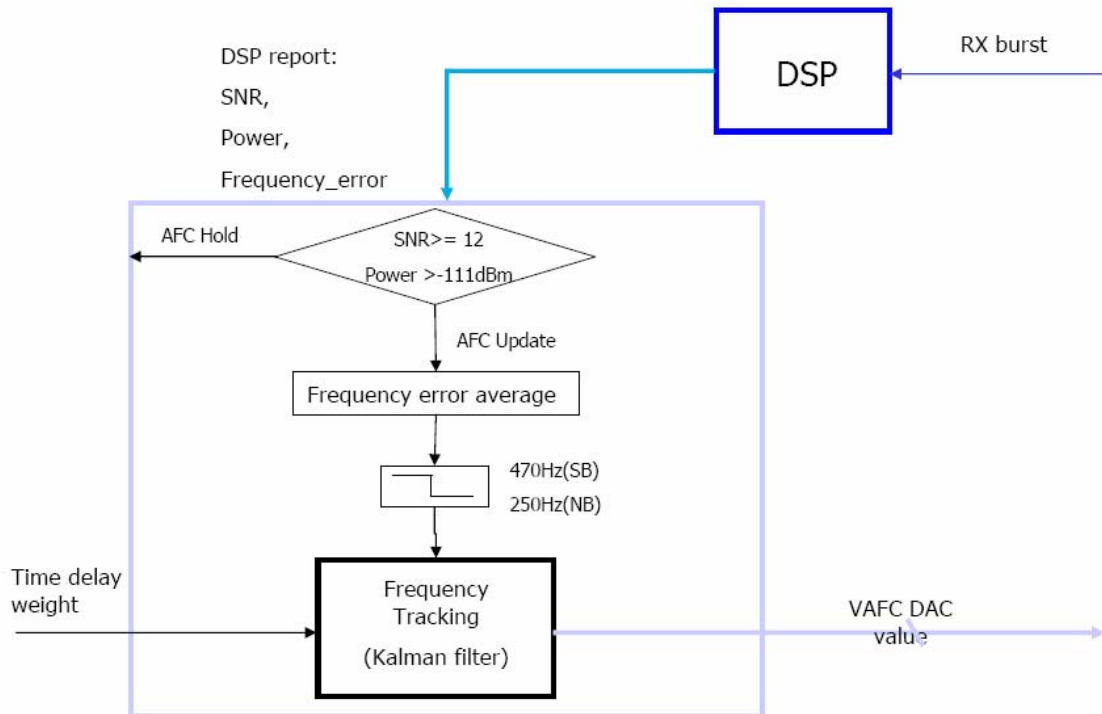 DSP report:
SNR,
Power,
Frequency_error
DSP
RX burst
AFC Hold
SNR>= 12
Power >-111dBm
AFC Update
Frequency error average
470Hz(SB)
250Hz(NB)
Time delay
weight
Frequency
Tracking
(Kalman filter)
VAFC DAC
value